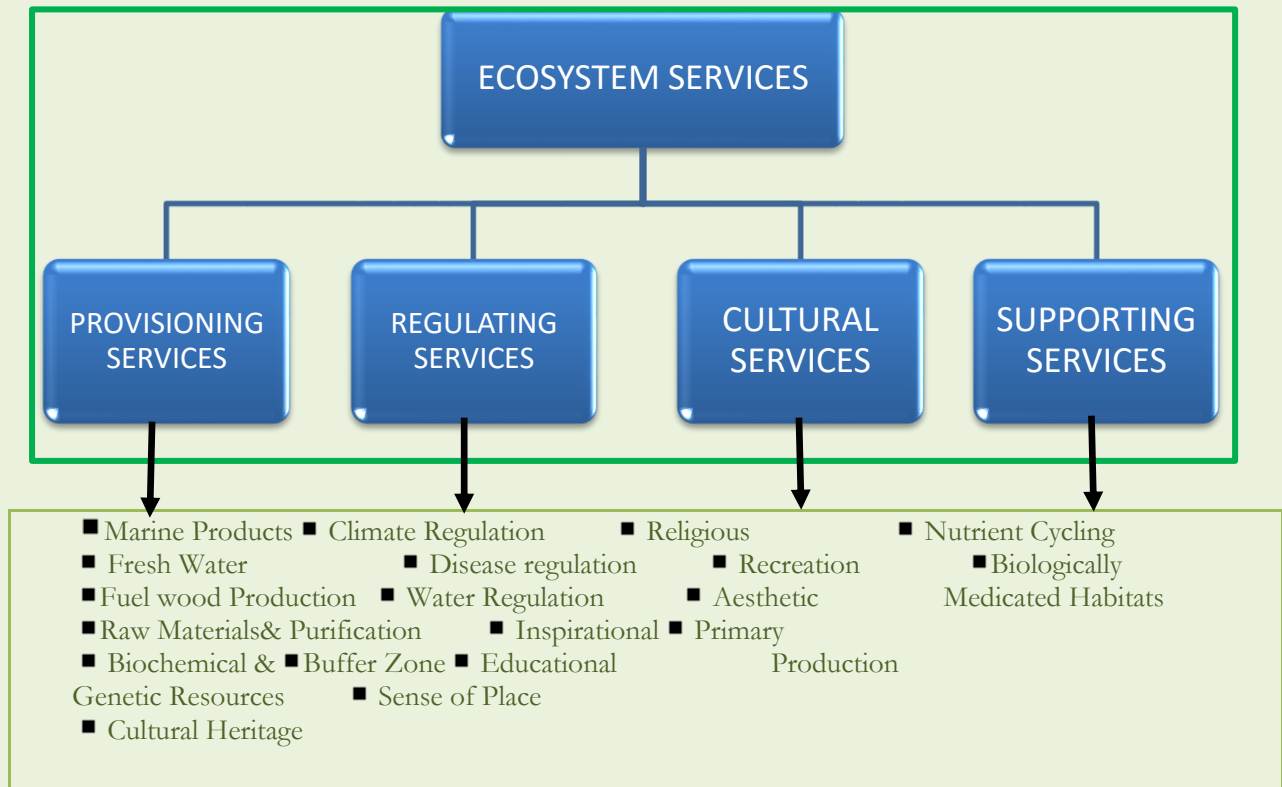 ECOSYSTEM SERVICES
PROVISIONING
SERVICES
REGULATING
SERVICES
CULTURAL
SERVICES
SUPPORTING
SERVICES
■ Marine Products ■ Climate Regulation ■ Religious ■ Nutrient Cycling
■ Fresh Water ■ Disease regulation ■ Recreation ■Biologically
■Fuel wood Production ■ Water Regulation ■ Aesthetic Medicated Habitats
■Raw Materials& Purification ■ Inspirational ■ Primary
■ Biochemical & ■Buffer Zone ■ Educational Production
Genetic Resources ■ Sense of Place
■ Cultural Heritage